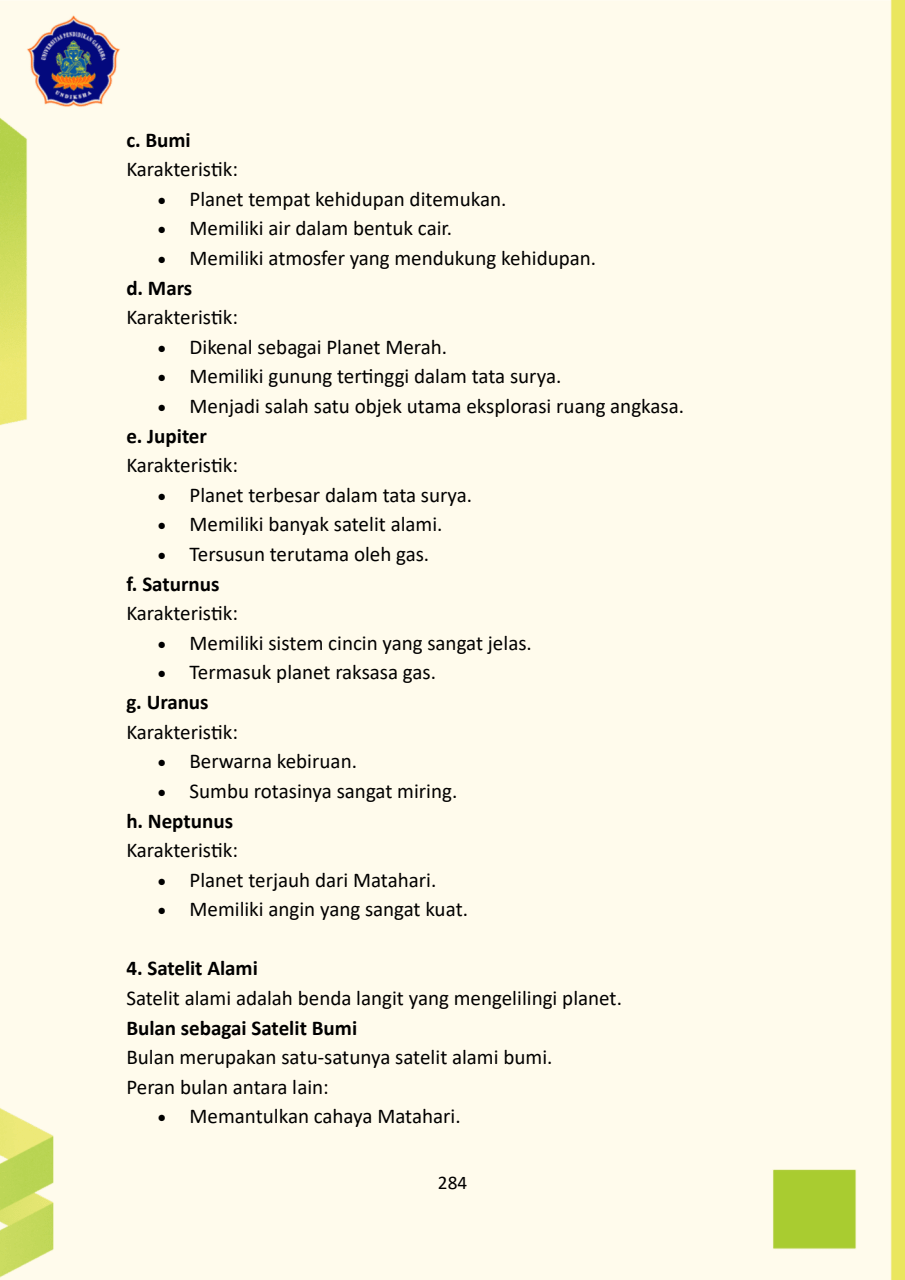 UNIVERSITAS PENDIDIKAN GANESHA
UNDIKSHA
c. Bumi
Karakteristik:
• Planet tempat kehidupan ditemukan.
• Memiliki air dalam bentuk cair.
• Memiliki atmosfer yang mendukung kehidupan.
d. Mars
Karakteristik:
• Dikenal sebagai Planet Merah.
• Memiliki gunung tertinggi dalam tata surya.
• Menjadi salah satu objek utama eksplorasi ruang angkasa.
e. Jupiter
Karakteristik:
• Planet terbesar dalam tata surya.
• Memiliki banyak satelit alami.
• Tersusun terutama oleh gas.
f. Saturnus
Karakteristik:
• Memiliki sistem cincin yang sangat jelas.
• Termasuk planet raksasa gas.
g. Uranus
Karakteristik:
• Berwarna kebiruan.
• Sumbu rotasinya sangat miring.
h. Neptunus
Karakteristik:
• Planet terjauh dari Matahari.
• Memiliki angin yang sangat kuat.
4. Satelit Alami
Satelit alami adalah benda langit yang mengelilingi planet.
Bulan sebagai Satelit Bumi
Bulan merupakan satu-satunya satelit alami bumi.
Peran bulan antara lain:
• Memantulkan cahaya Matahari.
284